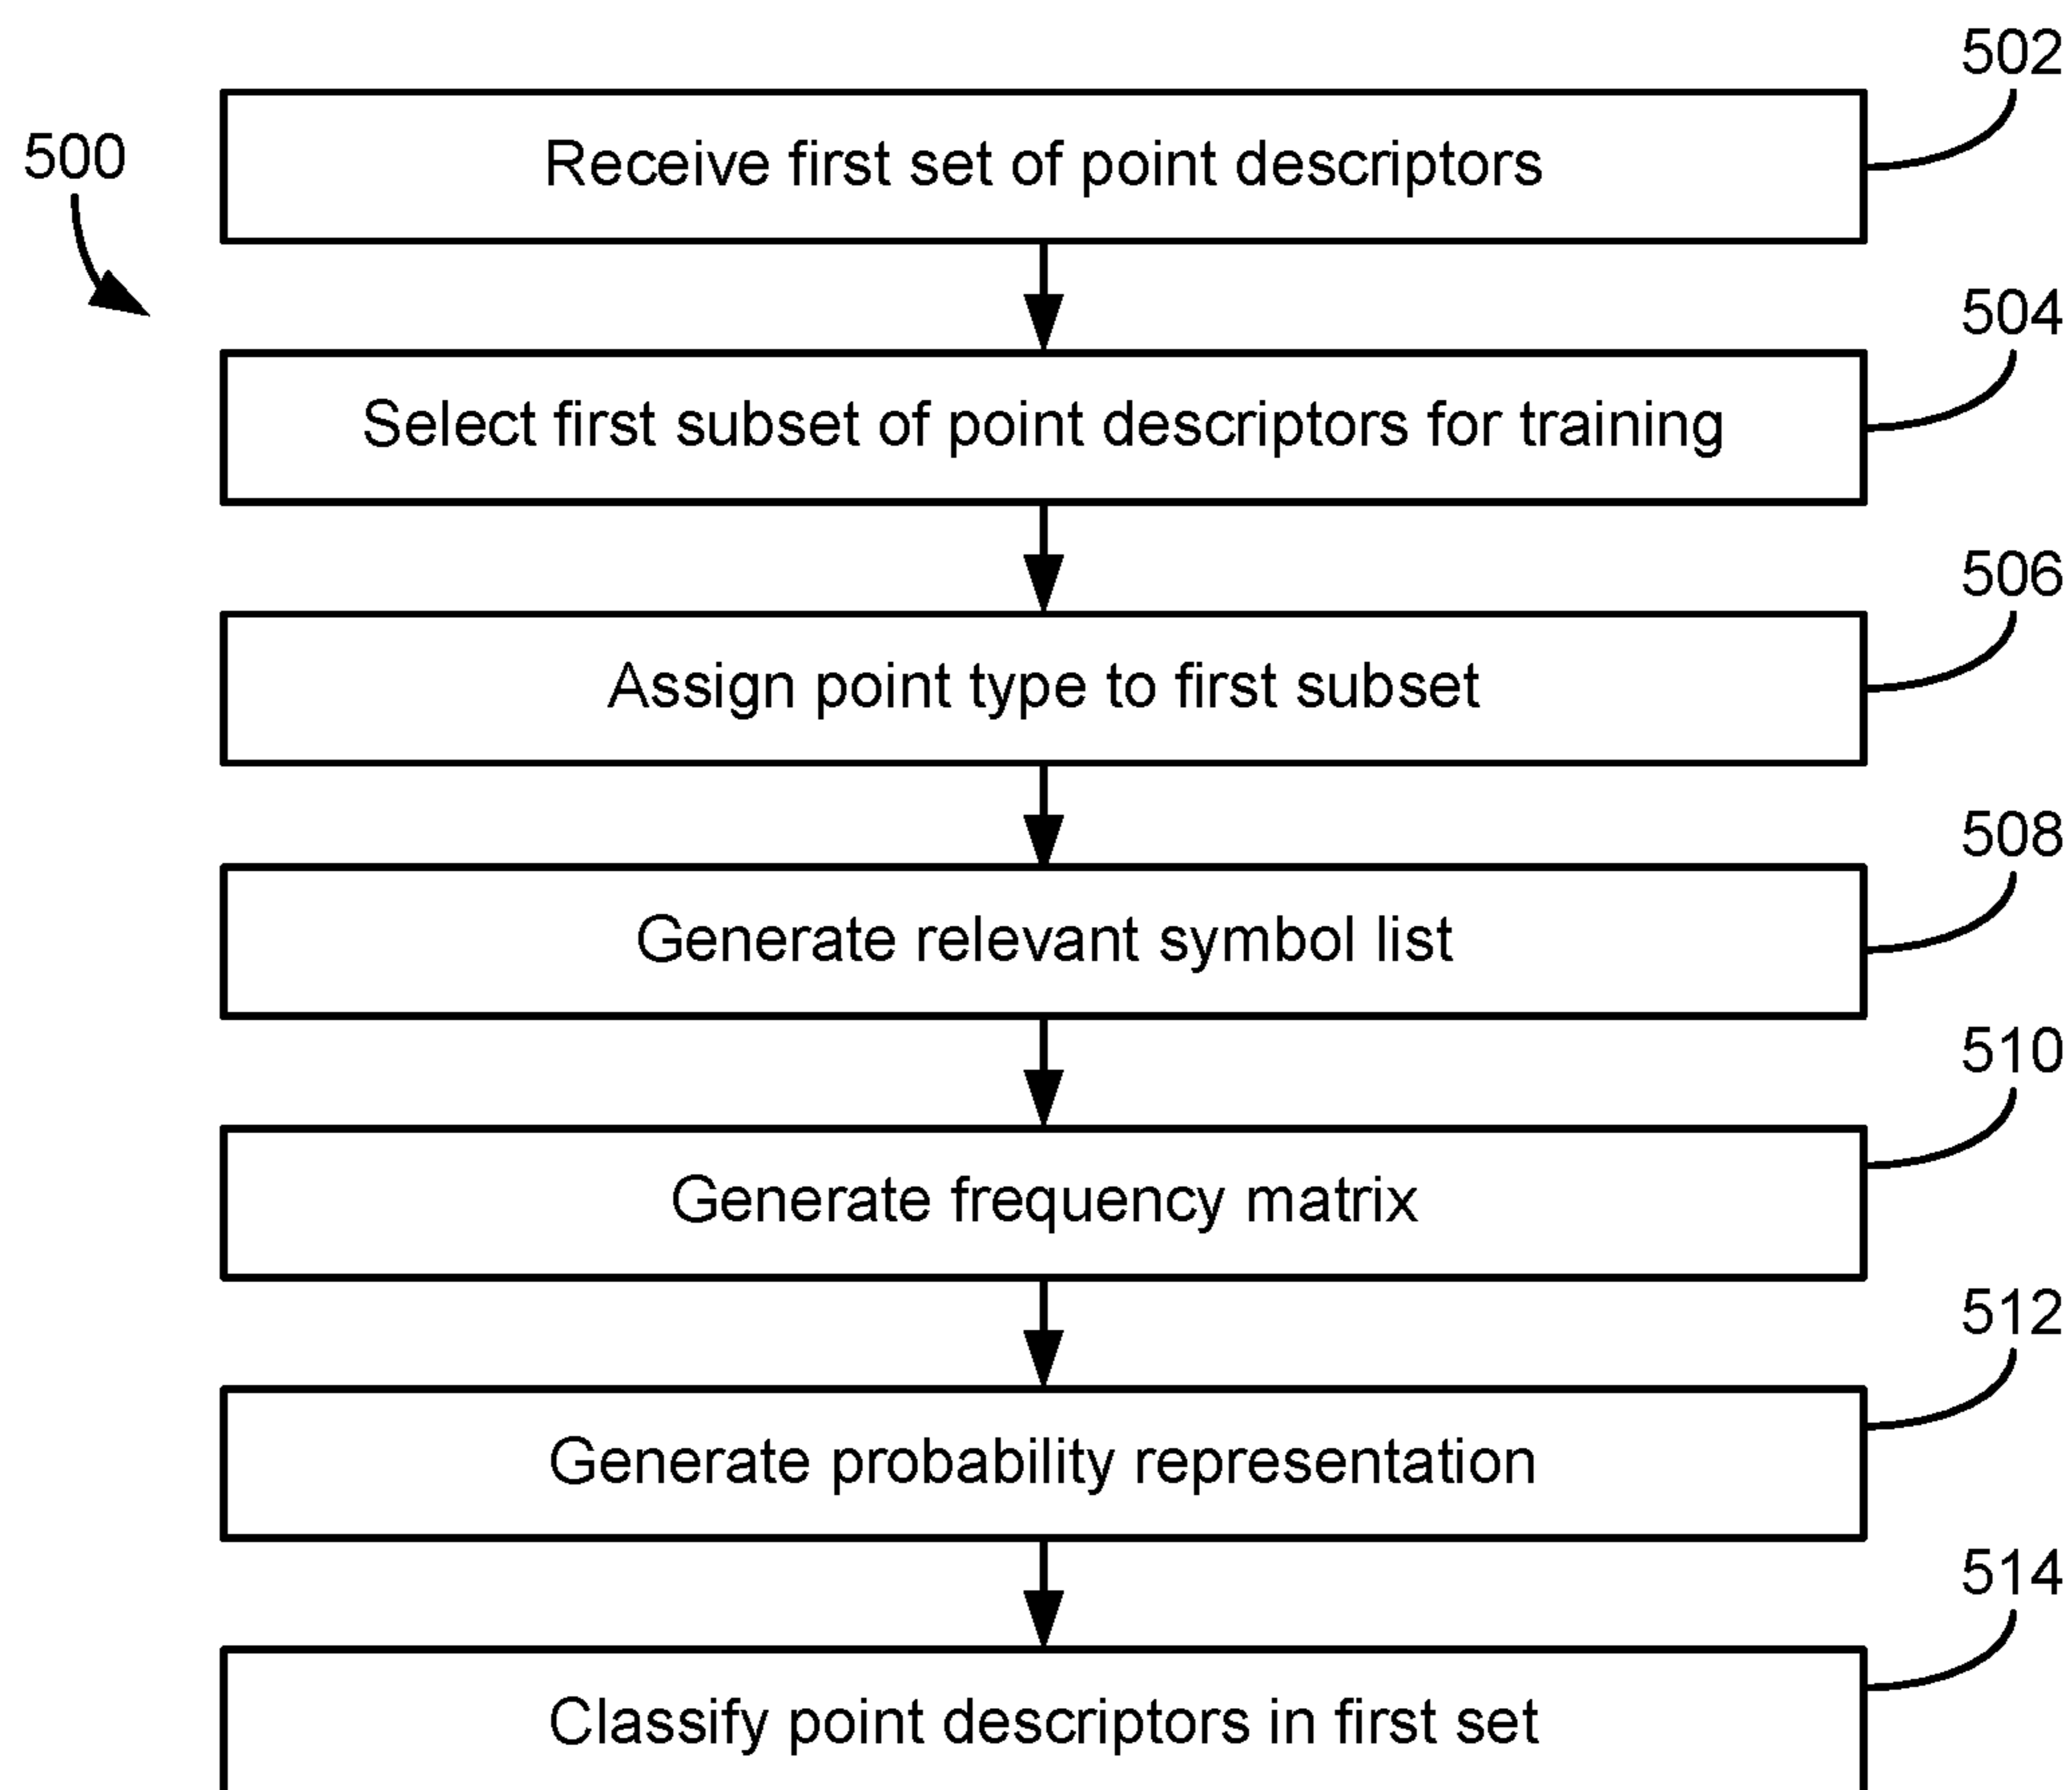 502
500
Receive first set of point descriptors
504
Select first subset of point descriptors for training
506
Assign point type to first subset
508
Generate relevant symbol list
510
Generate frequency matrix
512
Generate probability representation
514
Classify point descriptors in first set